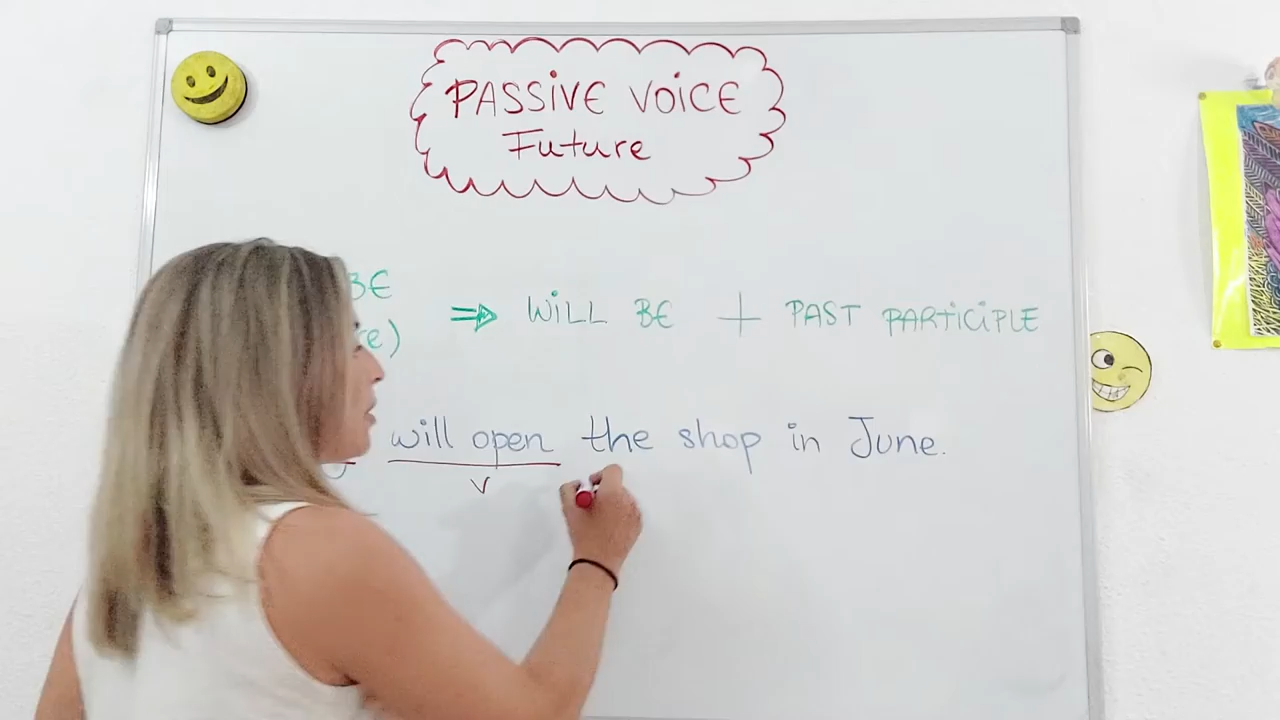 PASSIVE VOICE
Future
BE ⇒ WILL BE + PAST PARTICIPLE
will open the shop in June.
V